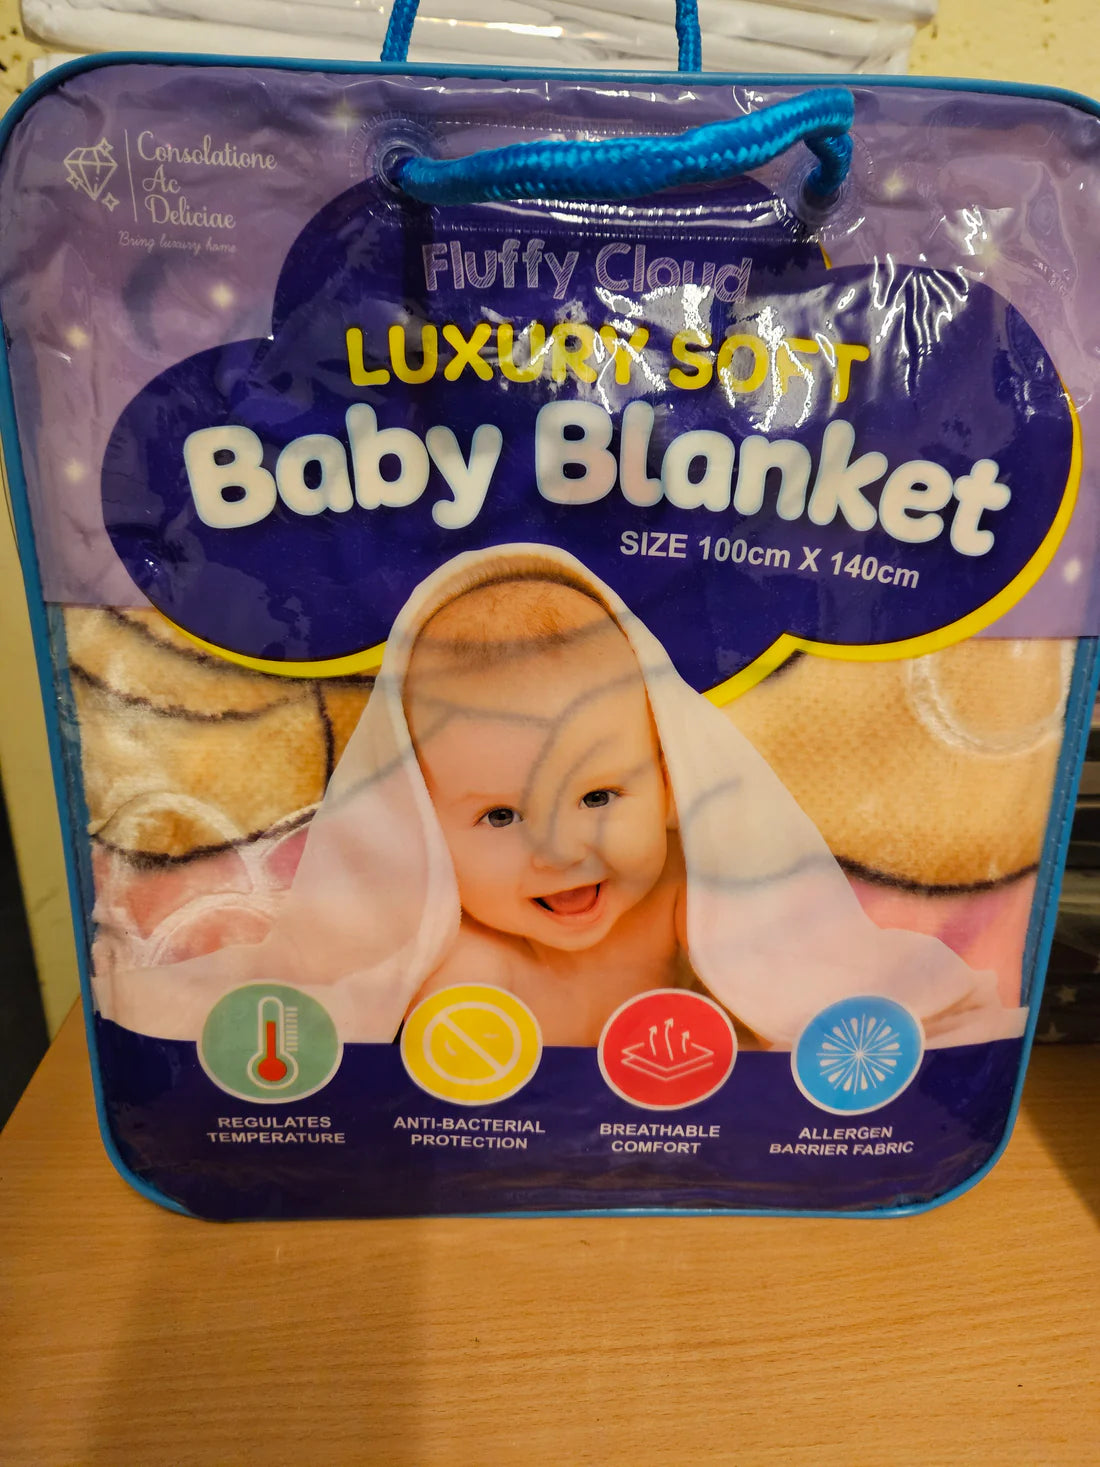 Consolatione
Ac
Deliciae
Bring luxury home
Fluffy Cloud
LUXURY SOFT
Baby Blanket
SIZE 100cm X 140cm
REGULATES
TEMPERATURE
ANTI-BACTERIAL
PROTECTION
BREATHABLE
COMFORT
ALLERGEN
BARRIER FABRIC